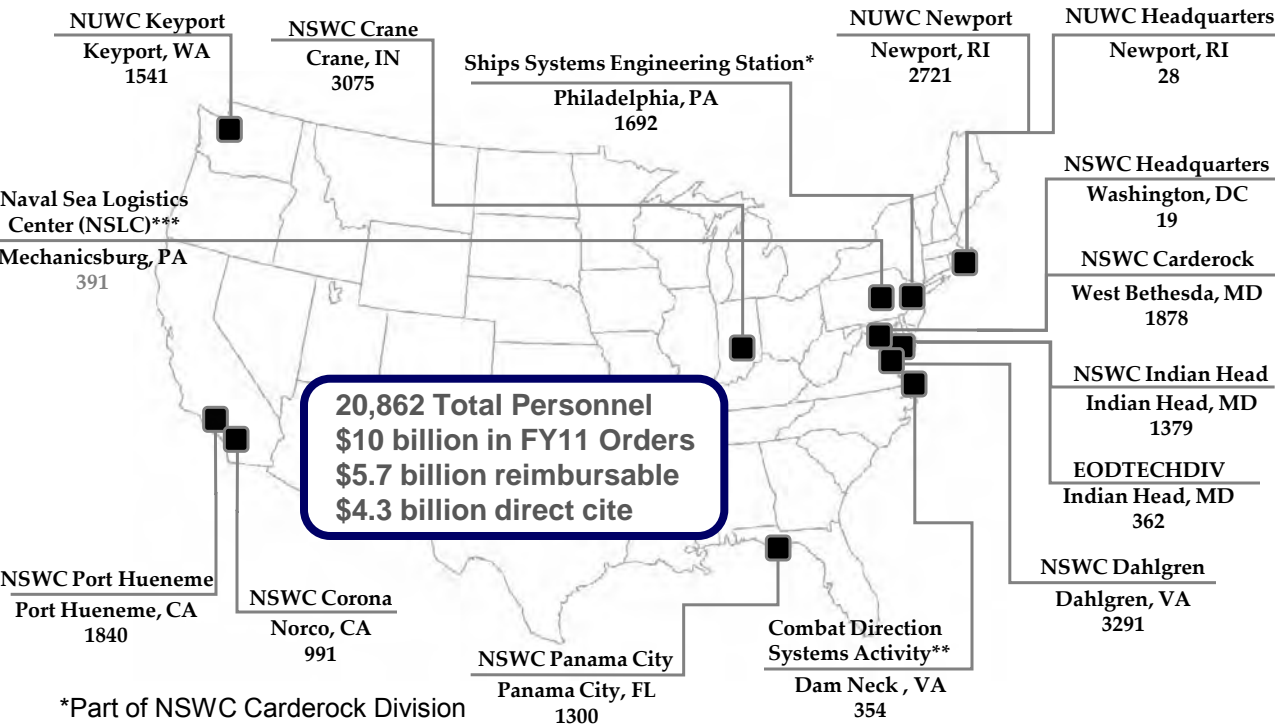 NUWC Keyport
Keyport, WA
1541
NSWC Crane
Crane, IN
3075
Ships Systems Engineering Station*
Philadelphia, PA
1692
NUWC Newport
Newport, RI
2721
NUWC Headquarters
Newport, RI
28
Naval Sea Logistics
Center (NSLC)***
Mechanicsburg, PA
391
NSWC Headquarters
Washington, DC
19
NSWC Carderock
West Bethesda, MD
1878
NSWC Indian Head
Indian Head, MD
1379
EODTECHDIV
Indian Head, MD
362
NSWC Dahlgren
Dahlgren, VA
3291
20,862 Total Personnel
$10 billion in FY11 Orders
$5.7 billion reimbursable
$4.3 billion direct cite
NSWC Port Hueneme
Port Hueneme, CA
1840
NSWC Corona
Norco, CA
991
NSWC Panama City
Panama City, FL
1300
Combat Direction
Systems Activity**
Dam Neck , VA
354
*Part of NSWC Carderock Division